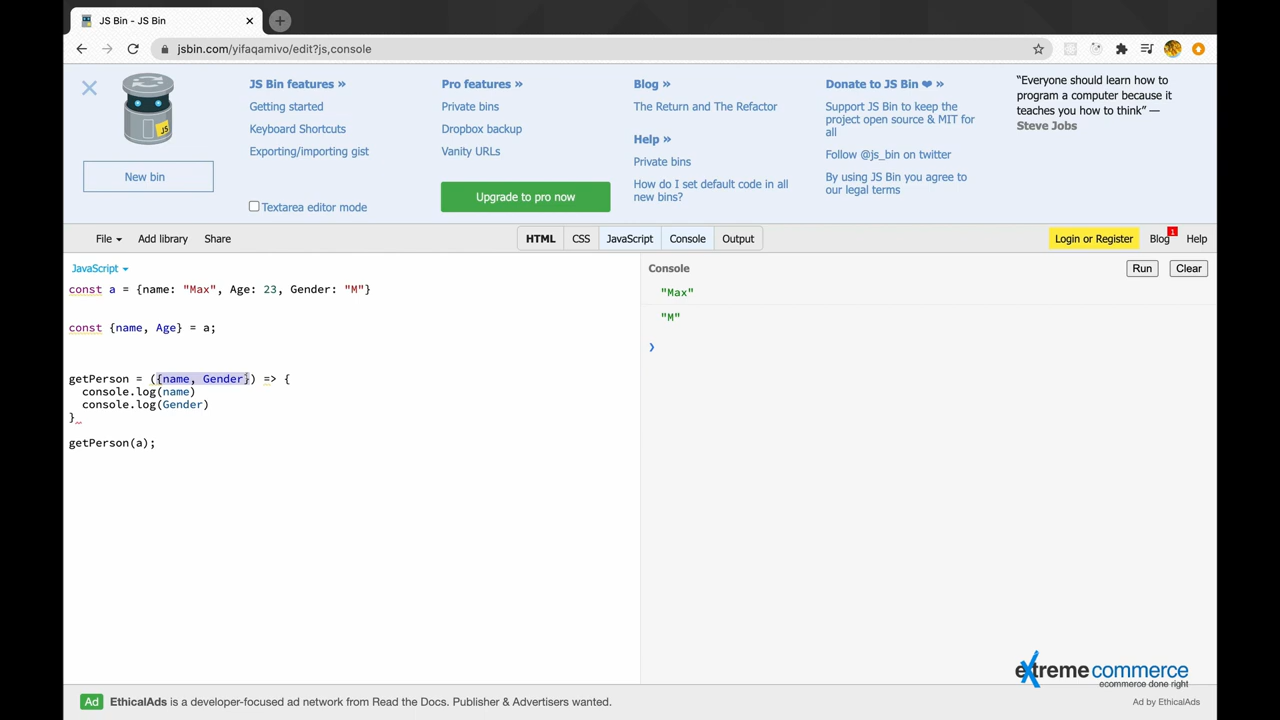 JS Bin - JS Bin
jsbin.com/yifaqamivo/edit?js,console
JS Bin features »
Getting started
Keyboard Shortcuts
Exporting/importing gist
Textarea editor mode
New bin
JS
Pro features »
Private bins
Dropbox backup
Vanity URLs
Upgrade to pro now
Blog »
The Return and The Refactor
Help »
Private bins
How do I set default code in all
new bins?
Donate to JS Bin ❤ »
Support JS Bin to keep the
project open source & MIT for
all
Follow @js_bin on twitter
By using JS Bin you agree to
our legal terms
“Everyone should learn how to
program a computer because it
teaches you how to think” —
Steve Jobs
File Add library Share HTML CSS JavaScript Console Output Login or Register Blog 1 Help
JavaScript
const a = {name: "Max", Age: 23, Gender: "M"}
const {name, Age} = a;
getPerson = ({name, Gender}) => {
console.log(name)
console.log(Gender)
}
getPerson(a);
Console Run Clear
"Max"
"M"
extreme commerce
ecommerce done right
Ad EthicalAds is a developer-focused ad network from Read the Docs. Publisher & Advertisers wanted. Ad by EthicalAds